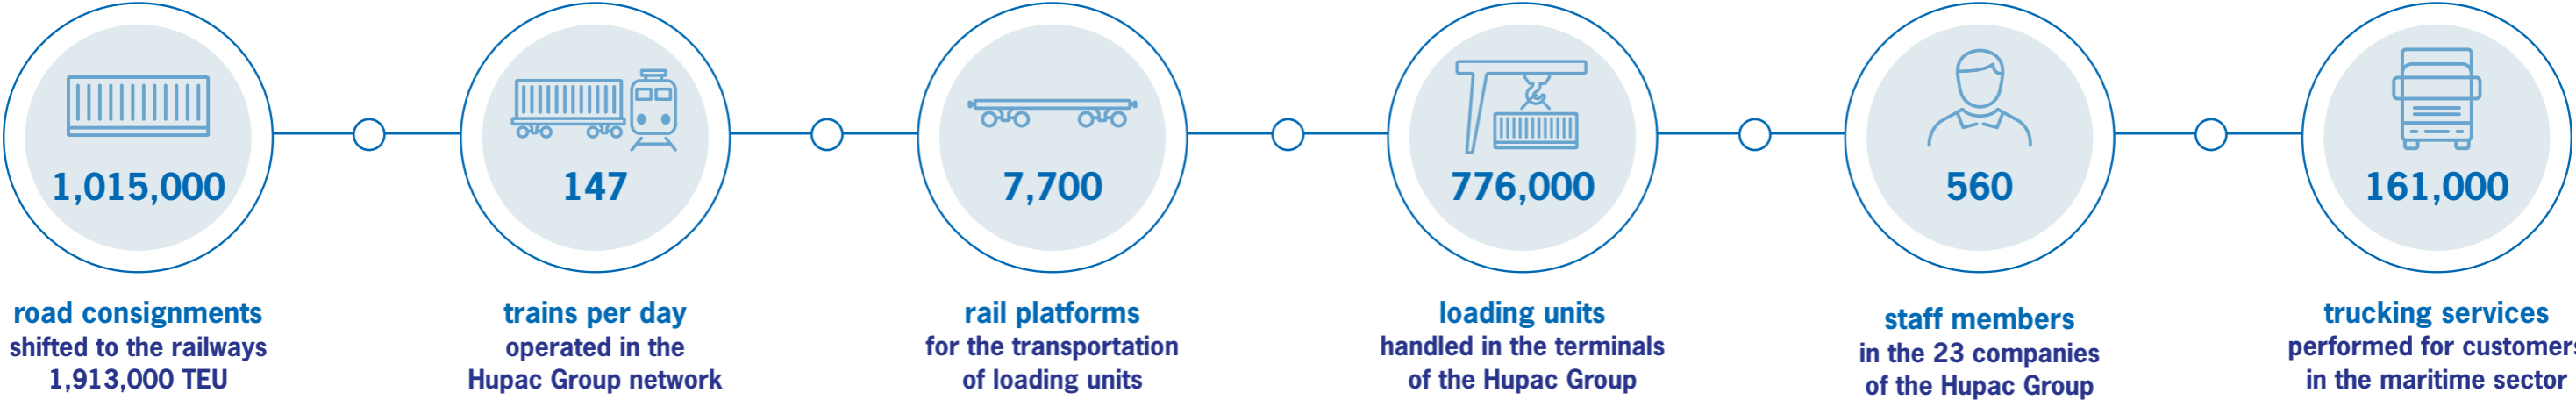 1,015,000
road consignments
shifted to the railways
1,913,000 TEU
147
trains per day
operated in the
Hupac Group network
7,700
rail platforms
for the transportation
of loading units
776,000
loading units
handled in the terminals
of the Hupac Group
560
staff members
in the 23 companies
of the Hupac Group
161,000
trucking services
performed for customers
in the maritime sector